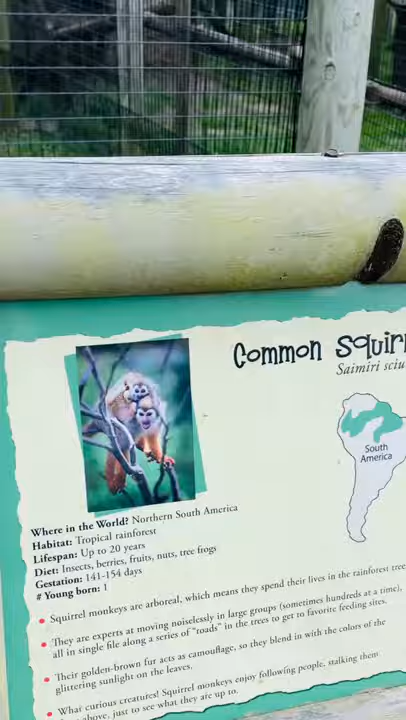 Common Squir
Saimiri sciu
South
America
Where in the World? Northern South America
Habitat: Tropical rainforest
Lifespan: Up to 20 years
Diet: Insects, berries, fruits, nuts, tree frogs
Gestation: 141-154 days
# Young born: 1
• Squirrel monkeys are arboreal, which means they spend their lives in the rainforest tree
• They are experts at moving noiselessly in large groups (sometimes hundreds at a time),
all in single file along a series of "roads" in the trees to get to favorite feeding sites.
• Their golden-brown fur acts as camouflage, so they blend in with the colors of the
glittering sunlight on the leaves.
• What curious creatures! Squirrel monkeys enjoy following people, stalking them
above, just to see what they are up to.